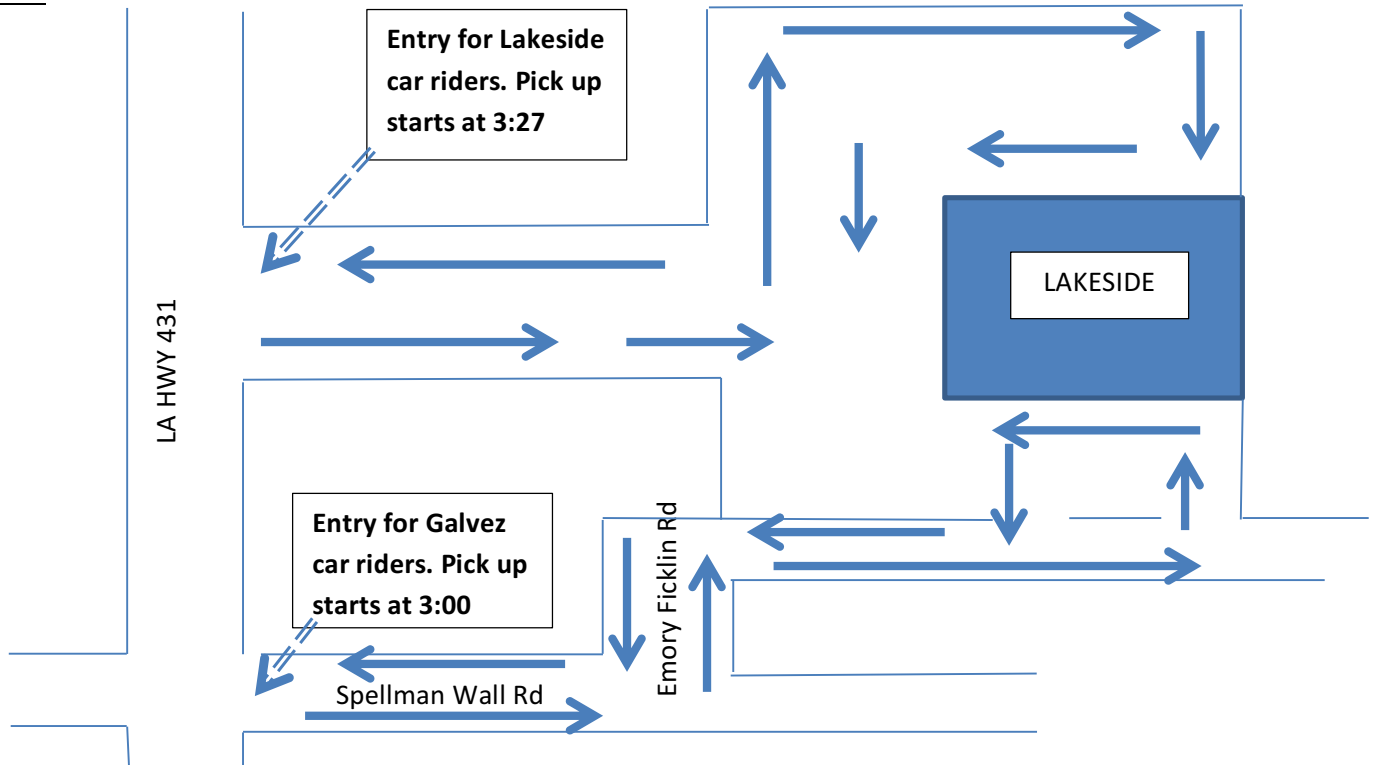 Entry for Lakeside
car riders. Pick up
starts at 3:27
LAKESIDE
LA HWY 431
Entry for Galvez
car riders. Pick up
starts at 3:00
Emory Ficklin Rd
Spellman Wall Rd